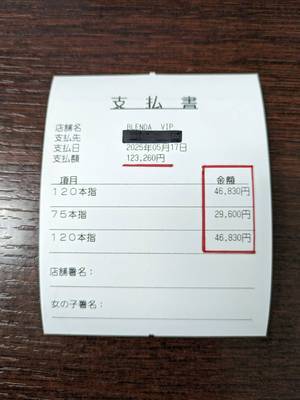 支払書
店舗名 BLENDA VIP
支払先
支払日 2025年05月17日
支払額 123,260円
項目 金額
120本指 46,830円
75本指 29,600円
120本指 46,830円
店舗署名:
女の子署名: